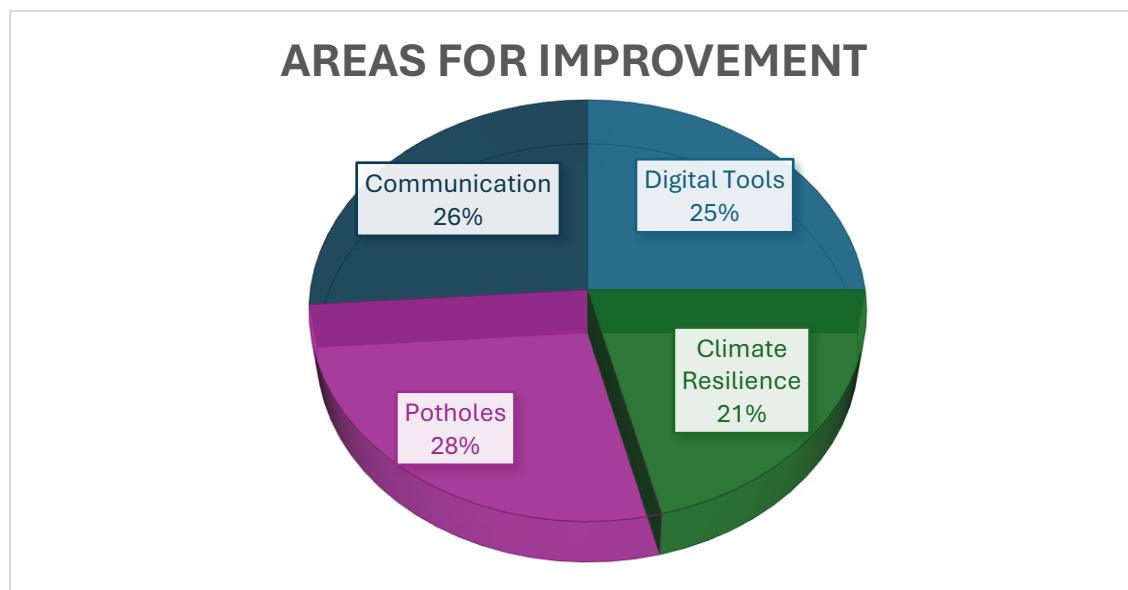 AREAS FOR IMPROVEMENT
Communication
26%
Digital Tools
25%
Climate
Resilience
21%
Potholes
28%